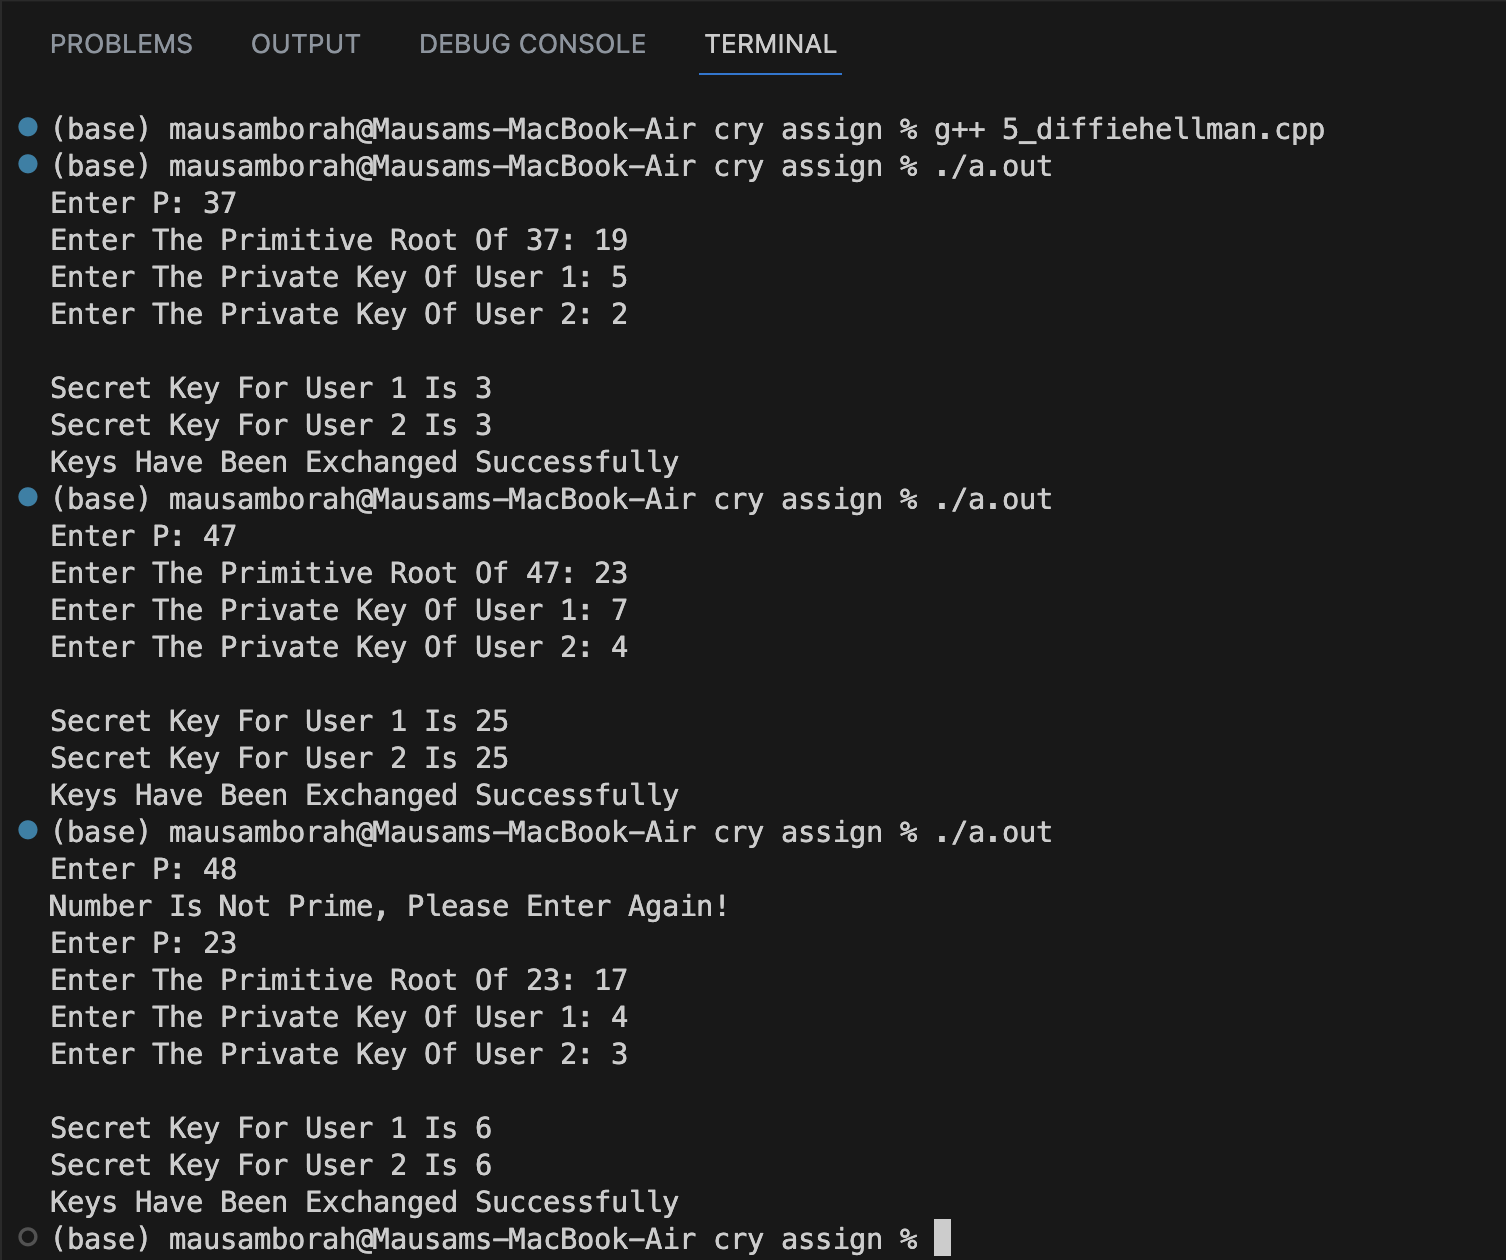 PROBLEMS OUTPUT DEBUG CONSOLE TERMINAL
(base) mausamborah@Mausams-MacBook-Air cry assign % g++ 5_diffiehellman.cpp
(base) mausamborah@Mausams-MacBook-Air cry assign % ./a.out
Enter P: 37
Enter The Primitive Root Of 37: 19
Enter The Private Key Of User 1: 5
Enter The Private Key Of User 2: 2
Secret Key For User 1 Is 3
Secret Key For User 2 Is 3
Keys Have Been Exchanged Successfully
(base) mausamborah@Mausams-MacBook-Air cry assign % ./a.out
Enter P: 47
Enter The Primitive Root Of 47: 23
Enter The Private Key Of User 1: 7
Enter The Private Key Of User 2: 4
Secret Key For User 1 Is 25
Secret Key For User 2 Is 25
Keys Have Been Exchanged Successfully
(base) mausamborah@Mausams-MacBook-Air cry assign % ./a.out
Enter P: 48
Number Is Not Prime, Please Enter Again!
Enter P: 23
Enter The Primitive Root Of 23: 17
Enter The Private Key Of User 1: 4
Enter The Private Key Of User 2: 3
Secret Key For User 1 Is 6
Secret Key For User 2 Is 6
Keys Have Been Exchanged Successfully
(base) mausamborah@Mausams-MacBook-Air cry assign %